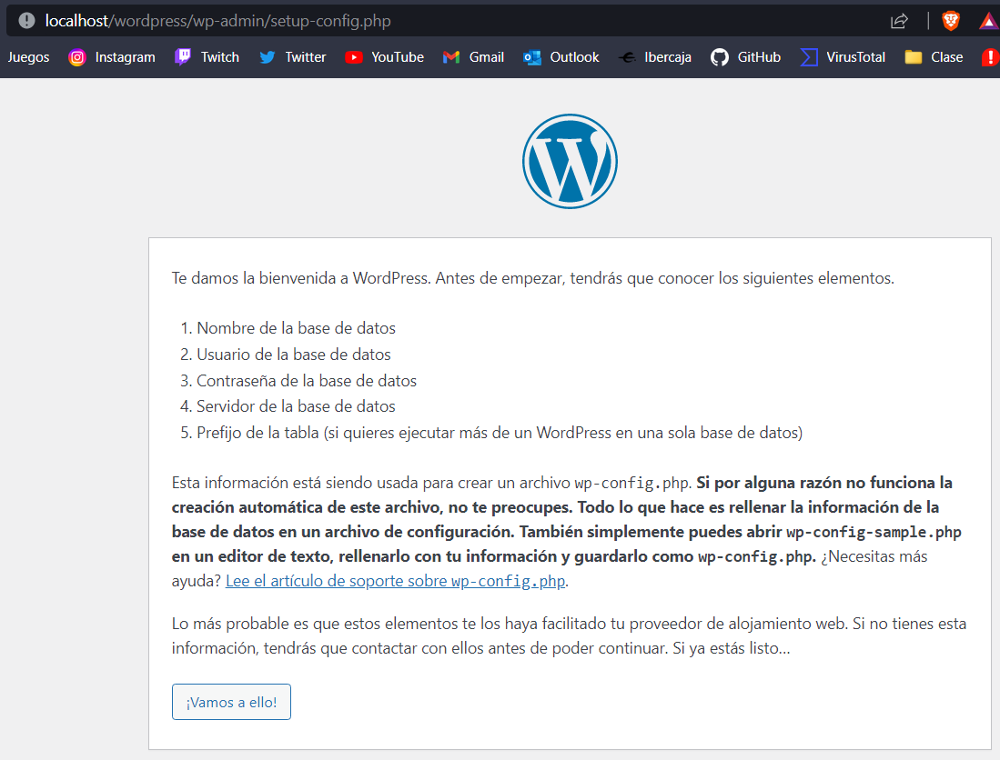 localhost/wordpress/wp-admin/setup-config.php
Juegos Instagram Twitch Twitter YouTube Gmail Outlook Ibercaja GitHub VirusTotal Clase
Te damos la bienvenida a WordPress. Antes de empezar, tendrás que conocer los siguientes elementos.
1. Nombre de la base de datos
2. Usuario de la base de datos
3. Contraseña de la base de datos
4. Servidor de la base de datos
5. Prefijo de la tabla (si quieres ejecutar más de un WordPress en una sola base de datos)
Esta información está siendo usada para crear un archivo wp-config.php. Si por alguna razón no funciona la
creación automática de este archivo, no te preocupes. Todo lo que hace es rellenar la información de la
base de datos en un archivo de configuración. También simplemente puedes abrir wp-config-sample.php
en un editor de texto, rellenarlo con tu información y guardarlo como wp-config.php. ¿Necesitas más
ayuda? Lee el artículo de soporte sobre wp-config.php.
Lo más probable es que estos elementos te los haya facilitado tu proveedor de alojamiento web. Si no tienes esta
información, tendrás que contactar con ellos antes de poder continuar. Si ya estás listo...
¡Vamos a ello!